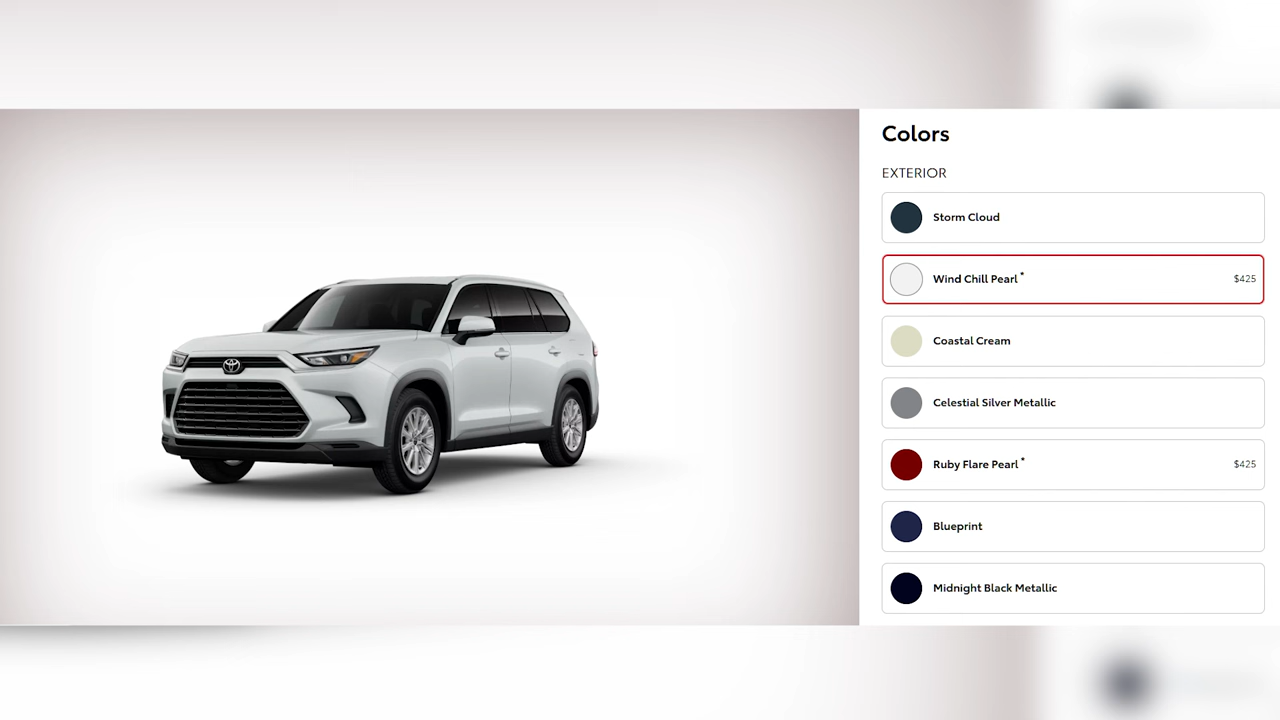 Colors
EXTERIOR
Storm Cloud
Wind Chill Pearl * $425
Coastal Cream
Celestial Silver Metallic
Ruby Flare Pearl * $425
Blueprint
Midnight Black Metallic